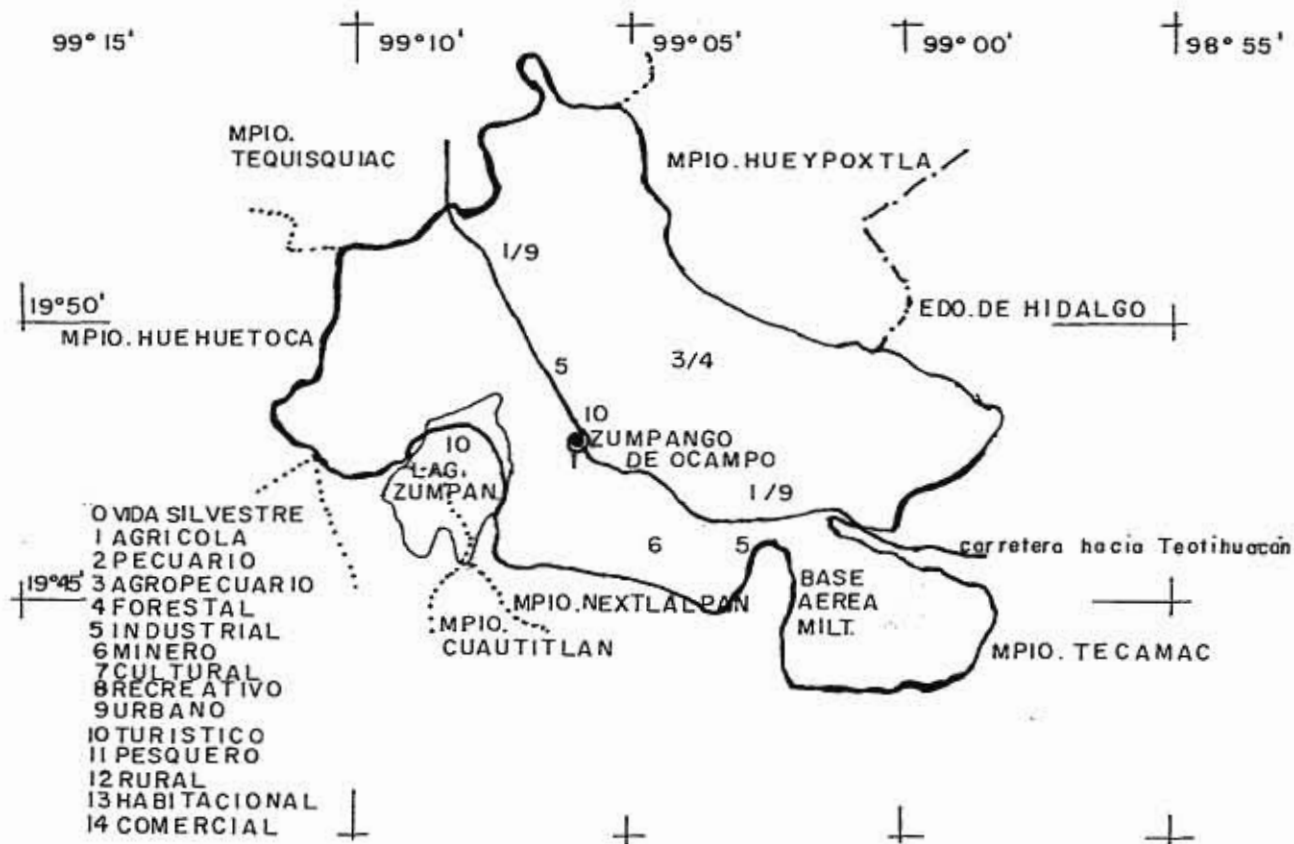 99°15' 99°10' 99°05' 99°00' 98°55'
MPIO.
TEQUISQUIAC
MPIO. HUEYPOXTLA
1/9
19°50'
EDO. DE HIDALGO
MPIO. HUEHUETOCA
5
3/4
10
ZUMPANGO
DE OCAMPO
10
LAG.
ZUMPAN.
1/9
6
5
carretera hacia Teotihuacán
BASE
AEREA
MILT.
MPIO. NEXTLALPAN
MPIO.
CUAUTITLAN
MPIO. TECAMAC
19°45'
0 VIDA SILVESTRE
1 AGRICOLA
2 PECUARIO
3 AGROPECUARIO
4 FORESTAL
5 INDUSTRIAL
6 MINERO
7 CULTURAL
8 RECREATIVO
9 URBANO
10 TURISTICO
11 PESQUERO
12 RURAL
13 HABITACIONAL
14 COMERCIAL